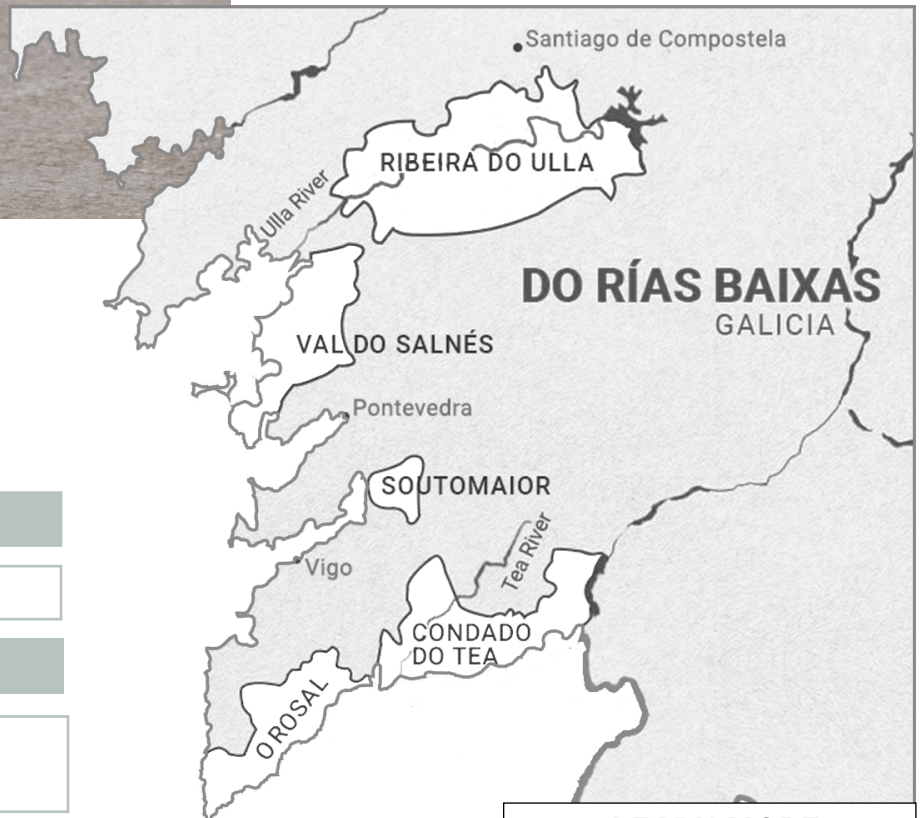 Santiago de Compostela
RIBEIRA DO ULLA
Ulla River
DO RÍAS BAIXAS
GALICIA
VAL DO SALNÉS
Pontevedra
SOUTOMAIOR
Tea River
Vigo
CONDADO
DO TEA
O ROSAL